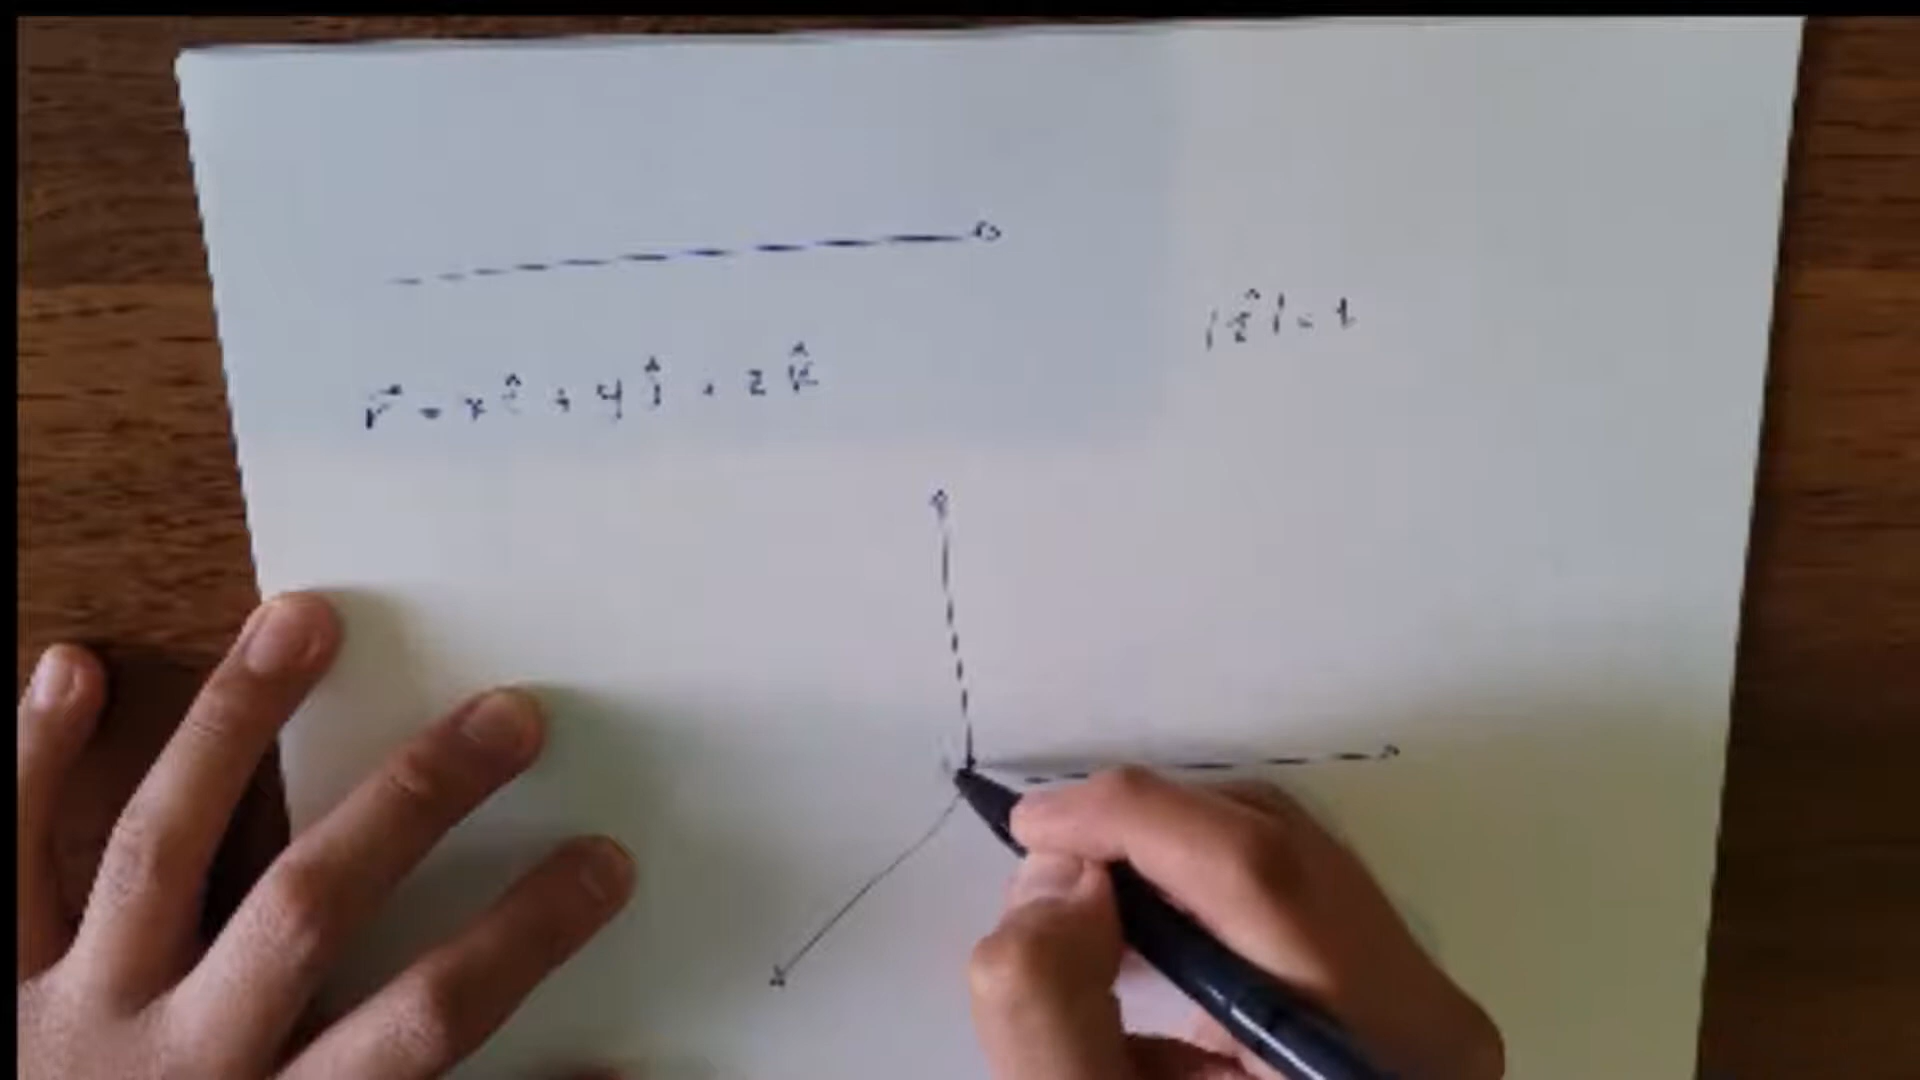 r⃗ = x î + y ĵ + z k̂
|î| = 1